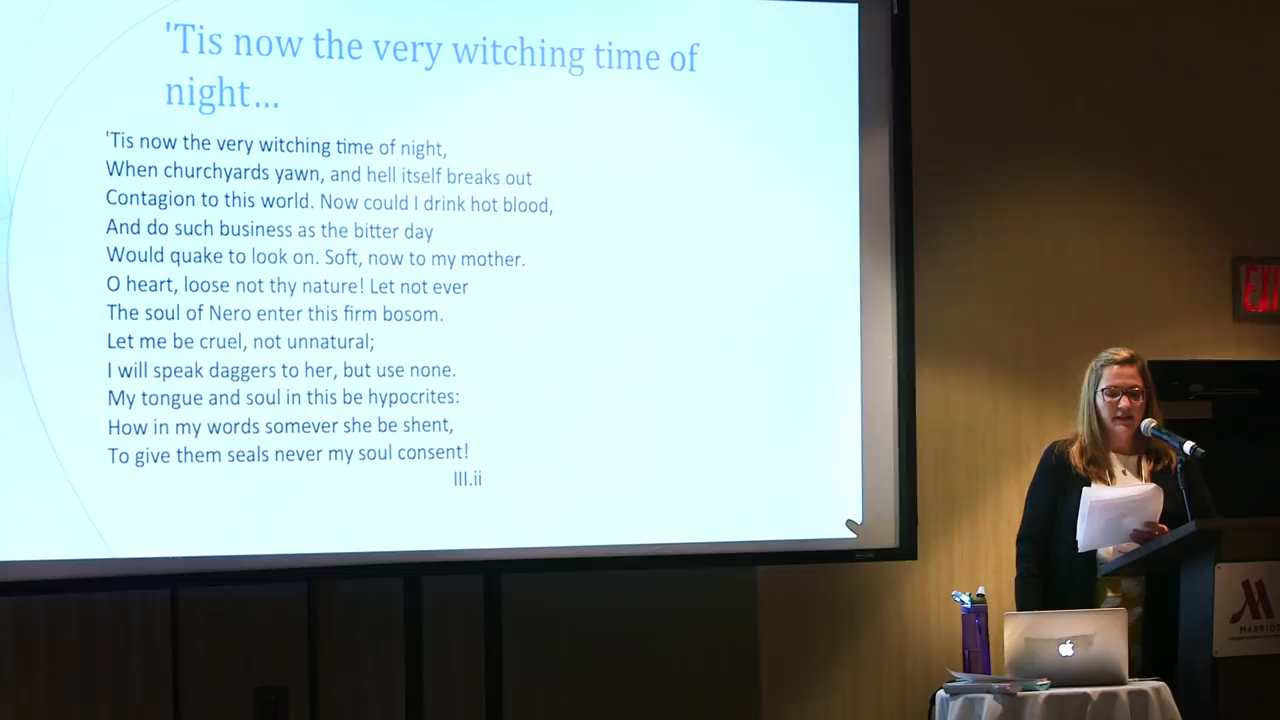 'Tis now the very witching time of
night...
'Tis now the very witching time of night,
When churchyards yawn, and hell itself breaks out
Contagion to this world. Now could I drink hot blood,
And do such business as the bitter day
Would quake to look on. Soft, now to my mother.
O heart, loose not thy nature! Let not ever
The soul of Nero enter this firm bosom.
Let me be cruel, not unnatural;
I will speak daggers to her, but use none.
My tongue and soul in this be hypocrites:
How in my words somever she be shent,
To give them seals never my soul consent!
III.ii
EXI
MARRIO